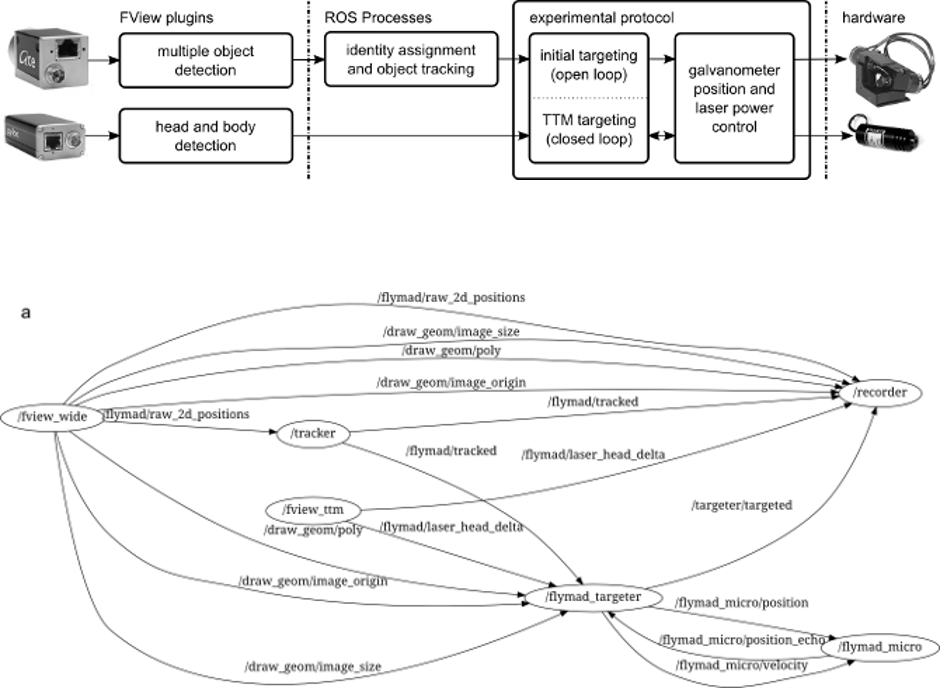 FView plugins
ROS Processes
experimental protocol
hardware
multiple object
detection
identity assignment
and object tracking
initial targeting
(open loop)
TTM targeting
(closed loop)
galvanometer
position and
laser power
control
head and body
detection
a
/flymad/raw_2d_positions
/draw_geom/image_size
/draw_geom/poly
/draw_geom/image_origin
/flymad/raw_2d_positions
/flymad/tracked
/recorder
/fview_wide
/tracker
/flymad/tracked
/flymad/laser_head_delta
/fview_ttm
/targeter/targeted
/draw_geom/poly
/flymad/laser_head_delta
/draw_geom/image_origin
/flymad_targeter
/flymad_micro/position
/flymad_micro/position_echo
/flymad_micro
/flymad_micro/velocity
/draw_geom/image_size